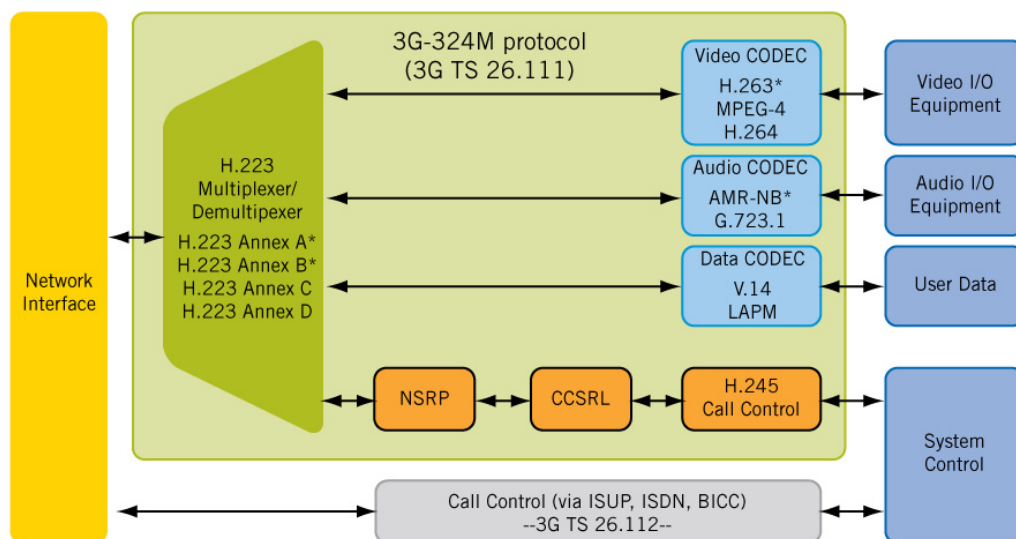 3G-324M protocol
(3G TS 26.111)
Network
Interface
H.223
Multiplexer/
Demultipexer
H.223 Annex A*
H.223 Annex B*
H.223 Annex C
H.223 Annex D
Video CODEC
H.263*
MPEG-4
H.264
Video I/O
Equipment
Audio CODEC
AMR-NB*
G.723.1
Audio I/O
Equipment
Data CODEC
V.14
LAPM
User Data
NSRP
CCSRL
H.245
Call Control
System
Control
Call Control (via ISUP, ISDN, BICC)
--3G TS 26.112--